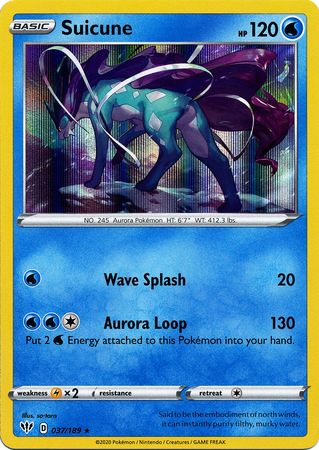 BASIC Suicune HP 120
NO. 245 Aurora Pokémon HT: 6'7" WT: 412.3 lbs.
Wave Splash 20
Aurora Loop 130
Put 2 Energy attached to this Pokémon into your hand.
weakness ×2 resistance retreat
Illus. so-taro
Said to be the embodiment of north winds,
it can instantly purify filthy, murky water.
D 037/189 ★
©2020 Pokémon / Nintendo / Creatures / GAME FREAK